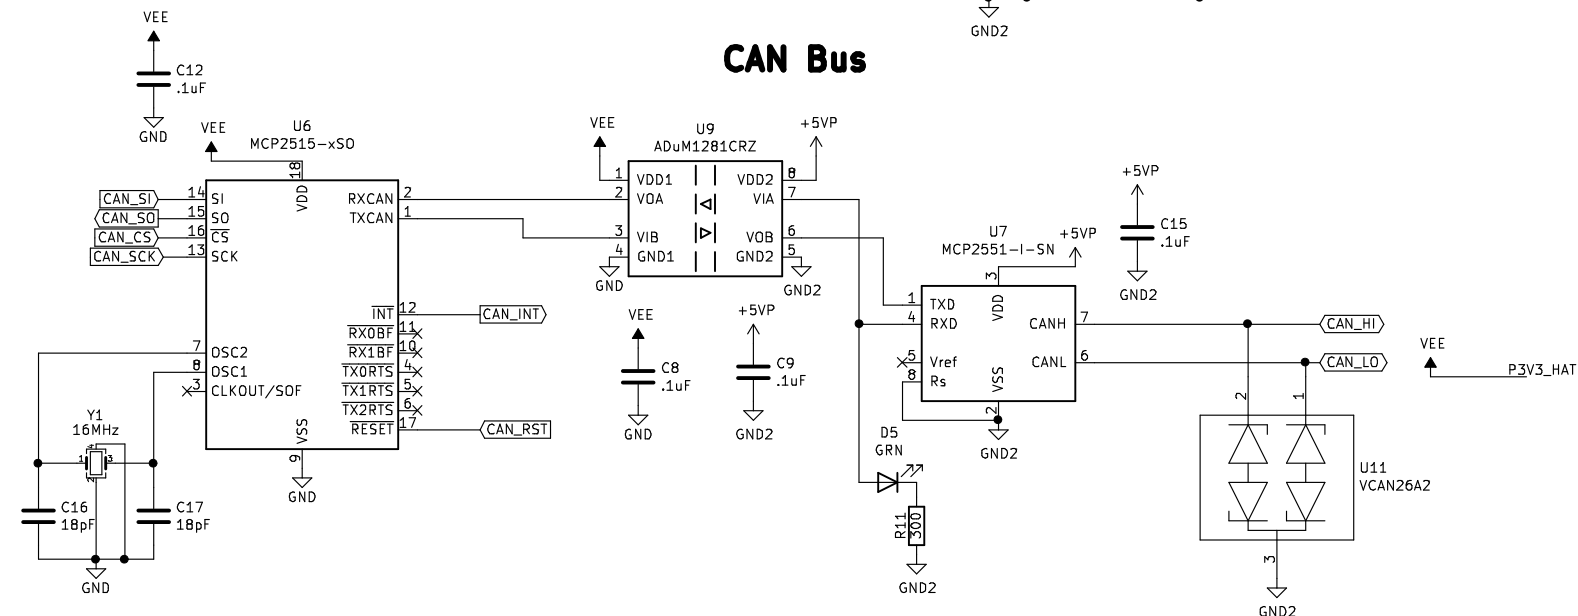 GND2
CAN Bus
VEE
C12
.1uF
GND
VEE
U6
MCP2515-xSO
18
VDD
CAN_SI
14
SI
CAN_SO
15
SO
CAN_CS
16
CS
CAN_SCK
13
SCK
RXCAN
2
TXCAN
1
INT
12
CAN_INT
RX0BF
11
RX1BF
10
TX0RTS
4
TX1RTS
5
TX2RTS
6
RESET
17
CAN_RST
7
OSC2
8
OSC1
3
CLKOUT/SOF
VSS
9
GND
Y1
16MHz
1
2
3
4
C16
18pF
C17
18pF
GND
VEE
U9
ADuM1281CRZ
+5VP
1
VDD1
VDD2
8
2
VOA
VIA
7
3
VIB
VOB
6
4
GND1
GND2
5
GND
GND2
VEE
C8
.1uF
GND
+5VP
C9
.1uF
GND2
U7
MCP2551-I-SN
+5VP
3
VDD
1
TXD
4
RXD
5
Vref
8
Rs
CANH
7
CANL
6
VSS
2
GND2
+5VP
C15
.1uF
GND2
D5
GRN
R11
300
GND2
CAN_HI
CAN_LO
VEE
P3V3_HAT
2
1
U11
VCAN26A2
3
GND2